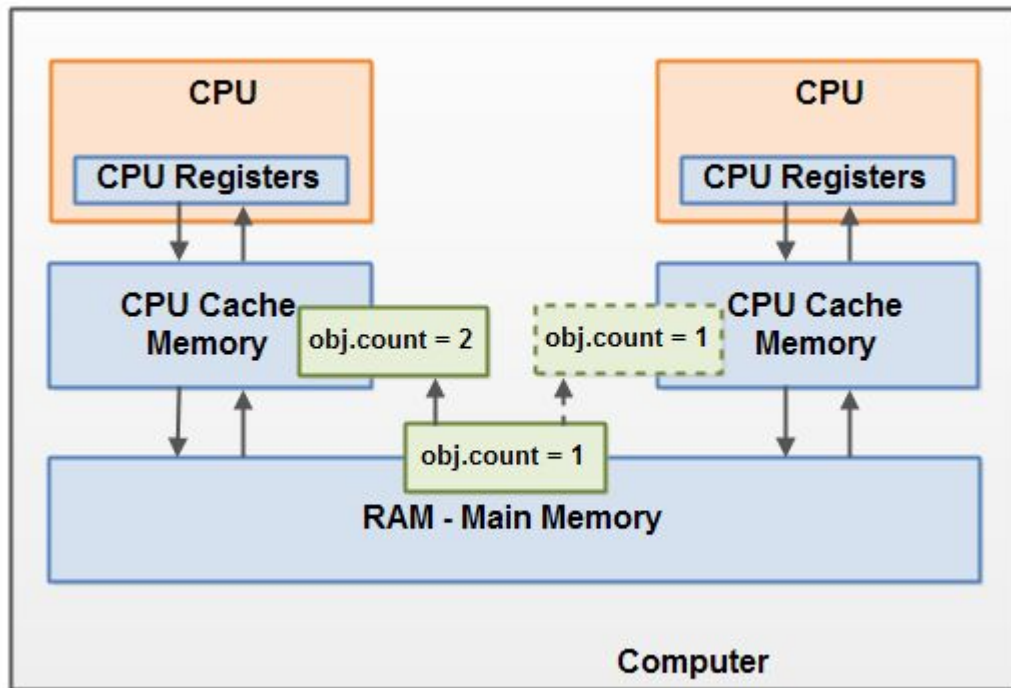 CPU
CPU
CPU Registers
CPU Registers
CPU Cache
Memory
obj.count = 2
obj.count = 1
CPU Cache
Memory
obj.count = 1
RAM - Main Memory
Computer